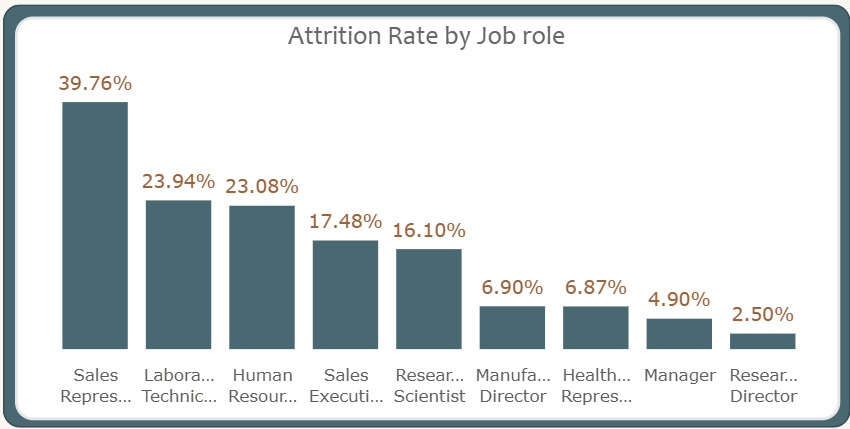 Attrition Rate by Job role
39.76%
23.94%
23.08%
17.48%
16.10%
6.90%
6.87%
4.90%
2.50%
Sales
Repres...
Labora...
Technic...
Human
Resour...
Sales
Executi...
Resear...
Scientist
Manufa...
Director
Health...
Repres...
Manager
Resear...
Director